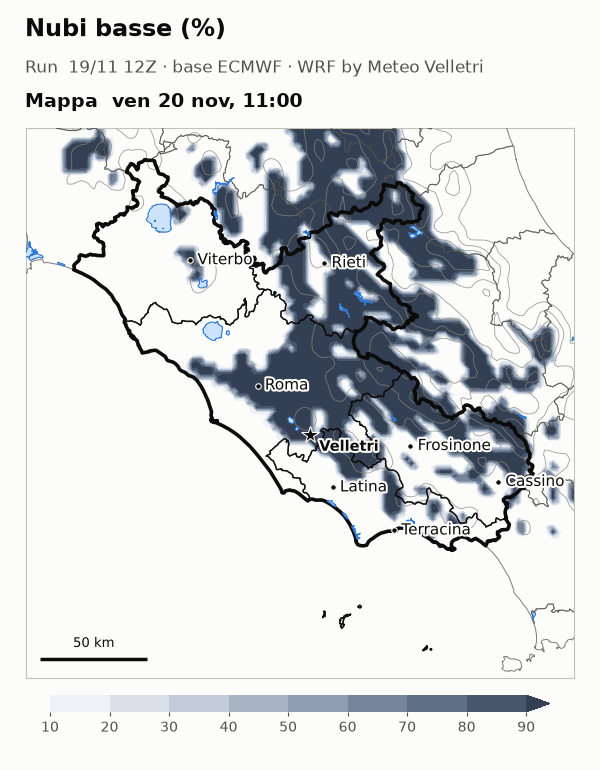 Nubi basse (%)
Run  19/11 12Z · base ECMWF · WRF by Meteo Velletri
Mappa  ven 20 nov, 11:00
Viterbo
Rieti
Roma
Velletri
Frosinone
Latina
Cassino
Terracina
50 km
10 20 30 40 50 60 70 80 90